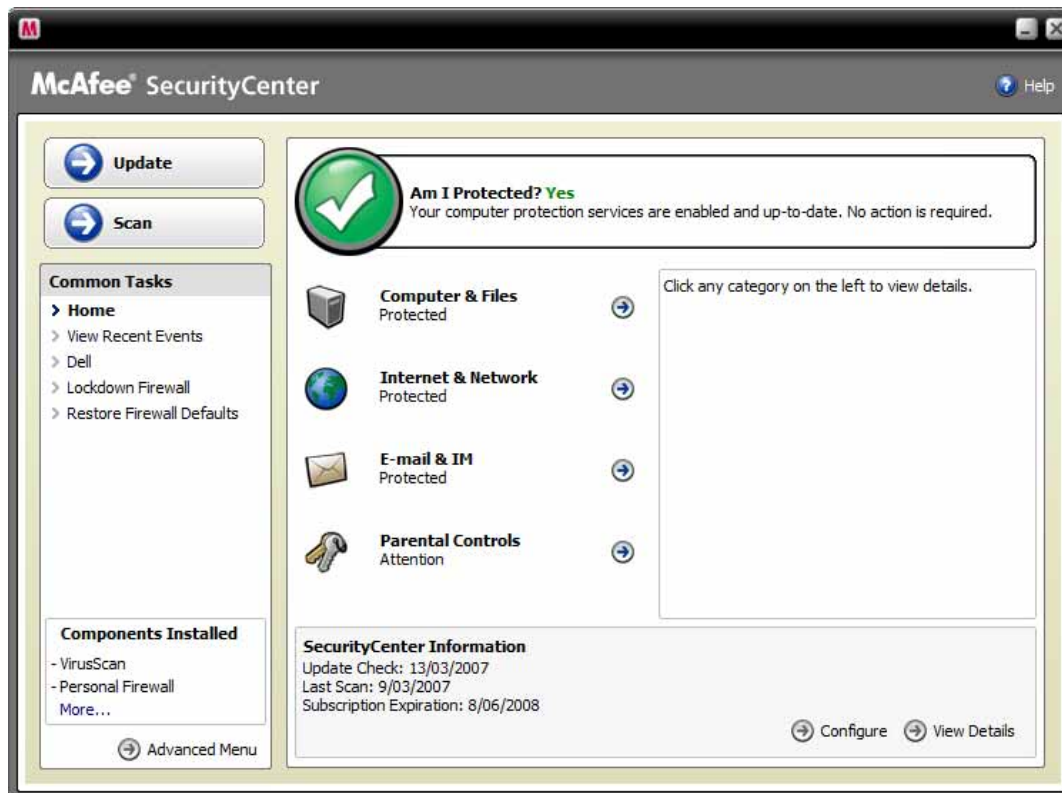 M
McAfee® SecurityCenter
Help
Update
Scan
Common Tasks
Home
View Recent Events
Dell
Lockdown Firewall
Restore Firewall Defaults
Components Installed
- VirusScan
- Personal Firewall
More...
Advanced Menu
Am I Protected? Yes
Your computer protection services are enabled and up-to-date. No action is required.
Computer & Files
Protected
Internet & Network
Protected
E-mail & IM
Protected
Parental Controls
Attention
Click any category on the left to view details.
SecurityCenter Information
Update Check: 13/03/2007
Last Scan: 9/03/2007
Subscription Expiration: 8/06/2008
Configure
View Details